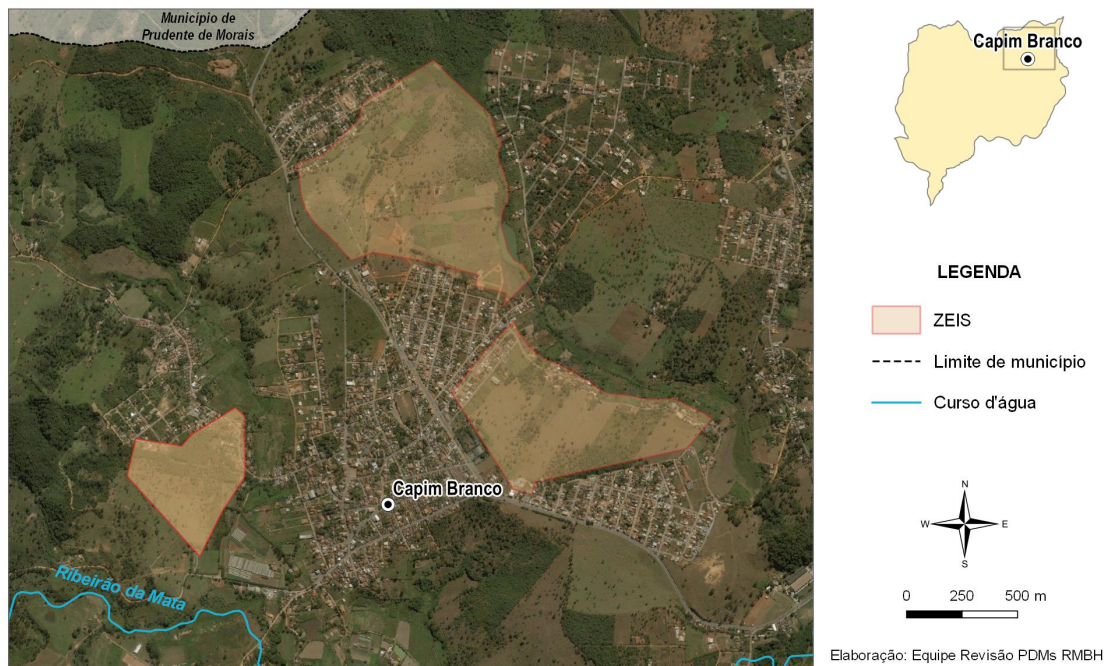 Município de
Prudente de Morais
Capim Branco
Ribeirão da Mata
Capim Branco
LEGENDA
ZEIS
Limite de município
Curso d'água
N
W
E
S
0 250 500 m
Elaboração: Equipe Revisão PDMs RMBH